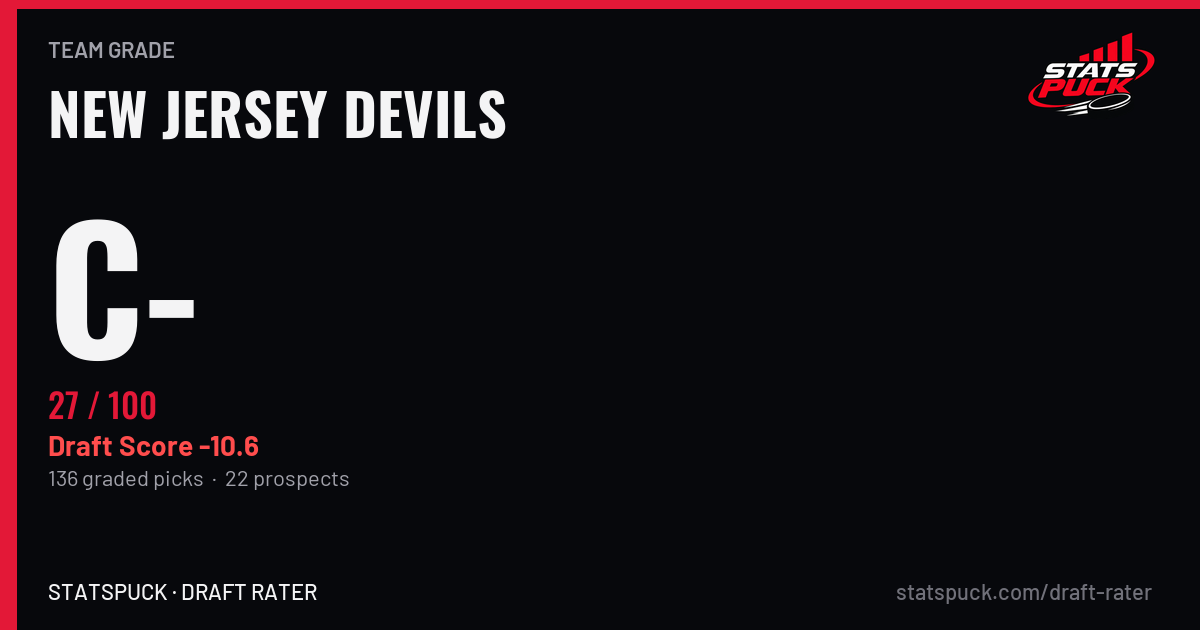 TEAM GRADE
STATS
PUCK
NEW JERSEY DEVILS
C-
27 / 100
Draft Score -10.6
136 graded picks · 22 prospects
STATSPUCK · DRAFT RATER
statspuck.com/draft-rater